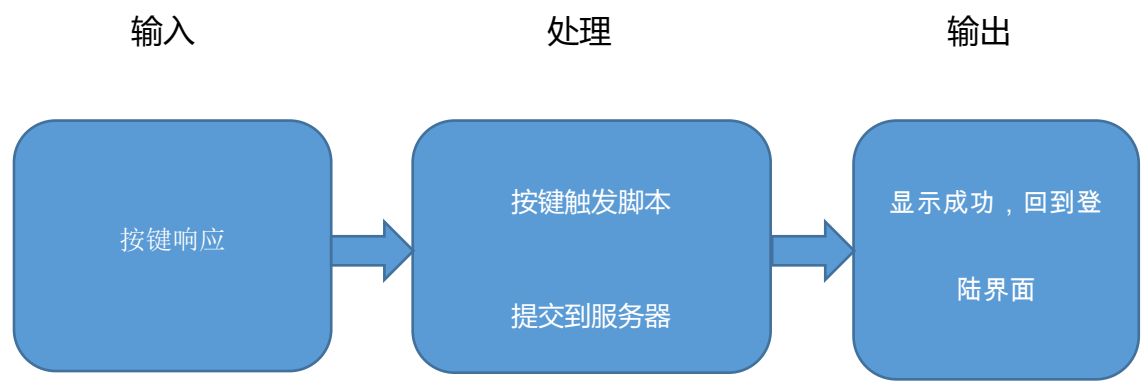 输入
处理
输出
按键响应
按键触发脚本
提交到服务器
显示成功，回到登
陆界面